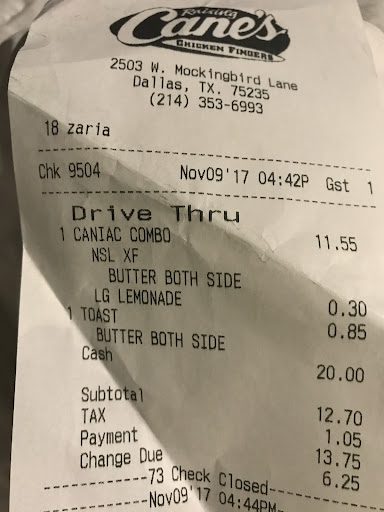 Raising
Cane's
CHICKEN FINGERS
2503 W. Mockingbird Lane
Dallas, TX. 75235
(214) 353-6993
18 zaria
Chk 9504 Nov09'17 04:42P Gst 1
Drive Thru
1 CANIAC COMBO 11.55
NSL XF
BUTTER BOTH SIDE
LG LEMONADE 0.30
1 TOAST 0.85
BUTTER BOTH SIDE
Cash 20.00
Subtotal 12.70
TAX 1.05
Payment 13.75
Change Due 6.25
----------73 Check Closed----------
----------Nov09'17 04:44PM----------